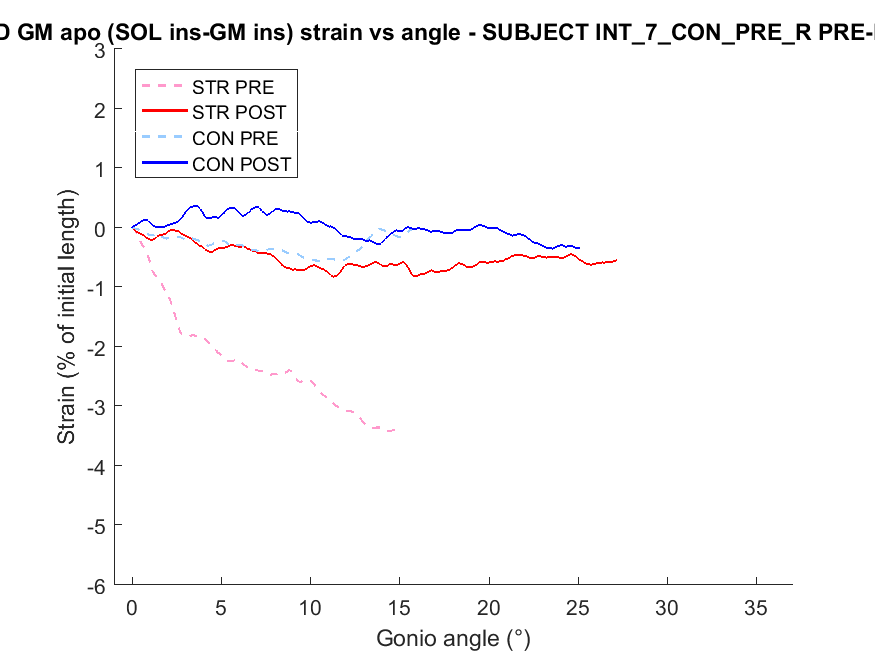 GM apo (SOL ins-GM ins) strain vs angle - SUBJECT INT_7_CON_PRE_R
3
2
1
0
-1
-2
-3
-4
-5
-6
Strain (% of initial length)
STR PRE
STR POST
CON PRE
CON POST
0 5 10 15 20 25 30 35
Gonio angle (°)